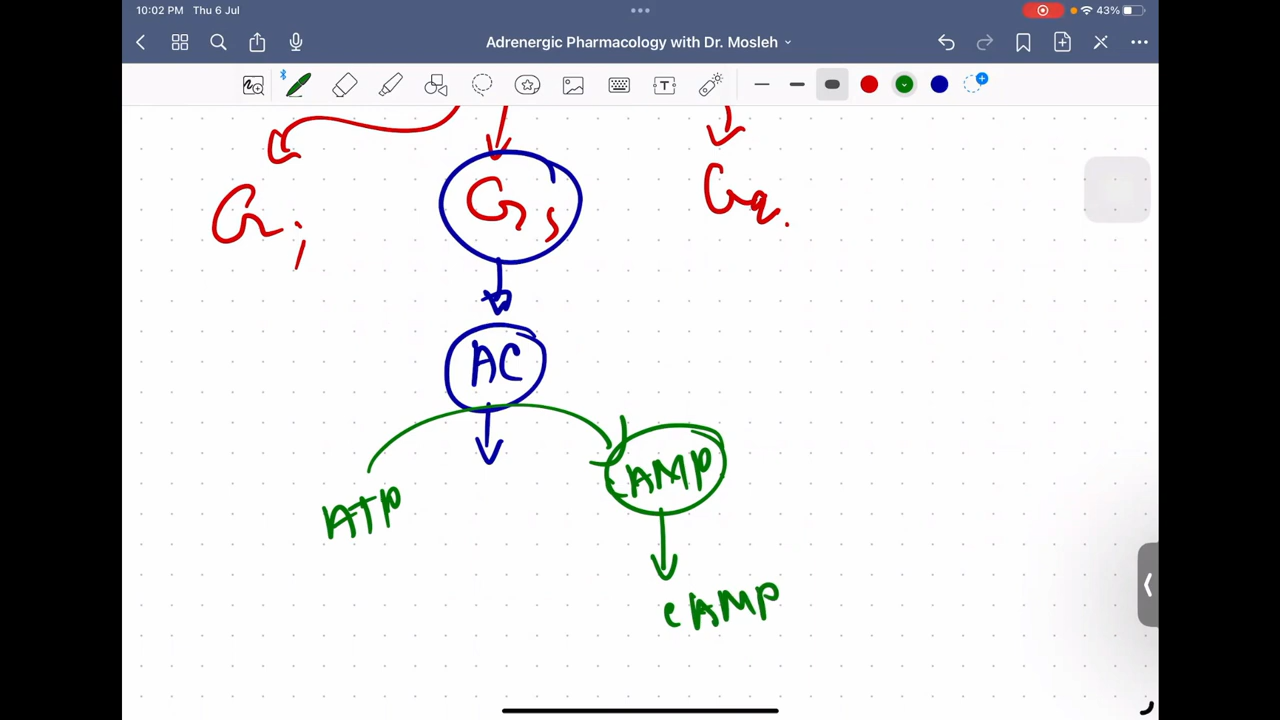 10:02 PM Thu 6 Jul
43%
Adrenergic Pharmacology with Dr. Mosleh
T
Gi
Gs
Gq.
AC
CAMP
ATP
CAMP